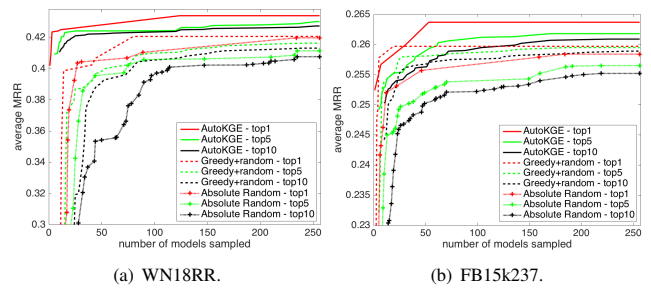 average MRR
0.42
0.4
0.38
0.36
0.34
0.32
0.3
0
50
100
150
200
250
number of models sampled
AutoKGE - top1
AutoKGE - top5
AutoKGE - top10
Greedy+random - top1
Greedy+random - top5
Greedy+random - top10
Absolute Random - top1
Absolute Random - top5
Absolute Random - top10
(a) WN18RR.
average MRR
0.265
0.26
0.255
0.25
0.245
0.24
0.235
0.23
0
50
100
150
200
250
number of models sampled
AutoKGE - top1
AutoKGE - top5
AutoKGE - top10
Greedy+random - top1
Greedy+random - top5
Greedy+random - top10
Absolute Random - top1
Absolute Random - top5
Absolute Random - top10
(b) FB15k237.